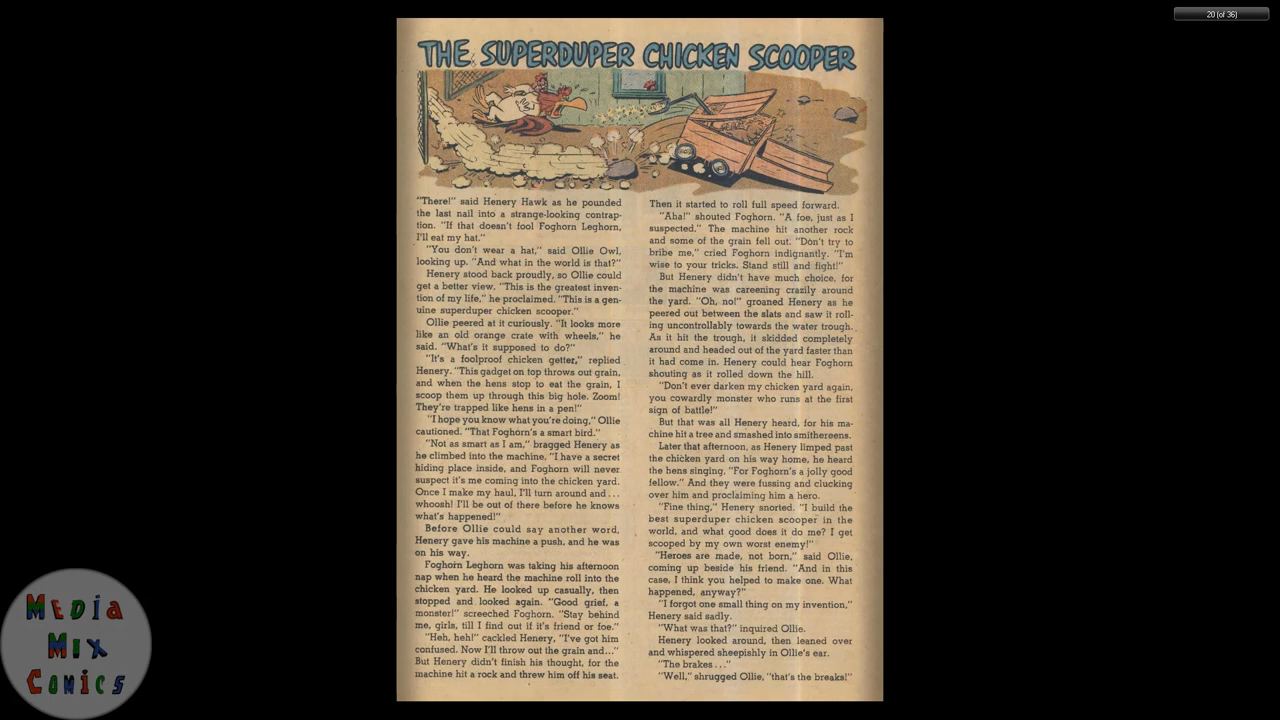 20 (of 36)
THE SUPERDUPER CHICKEN SCOOPER
"There!" said Henery Hawk as he pounded
the last nail into a strange-looking contrap-
tion. "If that doesn't fool Foghorn Leghorn,
I'll eat my hat."
"You don't wear a hat," said Ollie Owl,
looking up. "And what in the world is that?"
Henery stood back proudly, so Ollie could
get a better view. "This is the greatest inven-
tion of my life," he proclaimed. "This is a gen-
uine superduper chicken scooper."
Ollie peered at it curiously. "It looks more
like an old orange crate with wheels," he
said. "What's it supposed to do?"
"It's a foolproof chicken getter," replied
Henery. "This gadget on top throws out grain,
and when the hens stop to eat the grain, I
scoop them up through this big hole. Zoom!
They're trapped like hens in a pen!"
"I hope you know what you're doing," Ollie
cautioned. "That Foghorn's a smart bird."
"Not as smart as I am," bragged Henery as
he climbed into the machine. "I have a secret
hiding place inside, and Foghorn will never
suspect it's me coming into the chicken yard.
Once I make my haul, I'll turn around and ...
whoosh! I'll be out of there before he knows
what's happened!"
Before Ollie could say another word,
Henery gave his machine a push, and he was
on his way.
Foghorn Leghorn was taking his afternoon
nap when he heard the machine roll into the
chicken yard. He looked up casually, then
stopped and looked again. "Good grief, a
monster!" screeched Foghorn. "Stay behind
me, girls, till I find out if it's friend or foe."
"Heh, heh!" cackled Henery, "I've got him
confused. Now I'll throw out the grain and..."
But Henery didn't finish his thought, for the
machine hit a rock and threw him off his seat.
Then it started to roll full speed forward.
"Aha!" shouted Foghorn. "A foe, just as I
suspected." The machine hit another rock
and some of the grain fell out. "Don't try to
bribe me," cried Foghorn indignantly. "I'm
wise to your tricks. Stand still and fight!"
But Henery didn't have much choice, for
the machine was careening crazily around
the yard. "Oh, no!" groaned Henery as he
peered out between the slats and saw it roll-
ing uncontrollably towards the water trough.
As it hit the trough, it skidded completely
around and headed out of the yard faster than
it had come in. Henery could hear Foghorn
shouting as it rolled down the hill.
"Don't ever darken my chicken yard again,
you cowardly monster who runs at the first
sign of battle!"
But that was all Henery heard, for his ma-
chine hit a tree and smashed into smithereens.
Later that afternoon, as Henery limped past
the chicken yard on his way home, he heard
the hens singing. "For Foghorn's a jolly good
fellow." And they were fussing and clucking
over him and proclaiming him a hero.
"Fine thing," Henery snorted. "I build the
best superduper chicken scooper in the
world, and what good does it do me? I get
scooped by my own worst enemy!"
"Heroes are made, not born," said Ollie,
coming up beside his friend. "And in this
case, I think you helped to make one. What
happened, anyway?"
"I forgot one small thing on my invention,"
Henery said sadly.
"What was that?" inquired Ollie.
Henery looked around, then leaned over
and whispered sheepishly in Ollie's ear.
"The brakes ..."
"Well," shrugged Ollie, "that's the breaks!"
MEDIA
MIX
COMICS